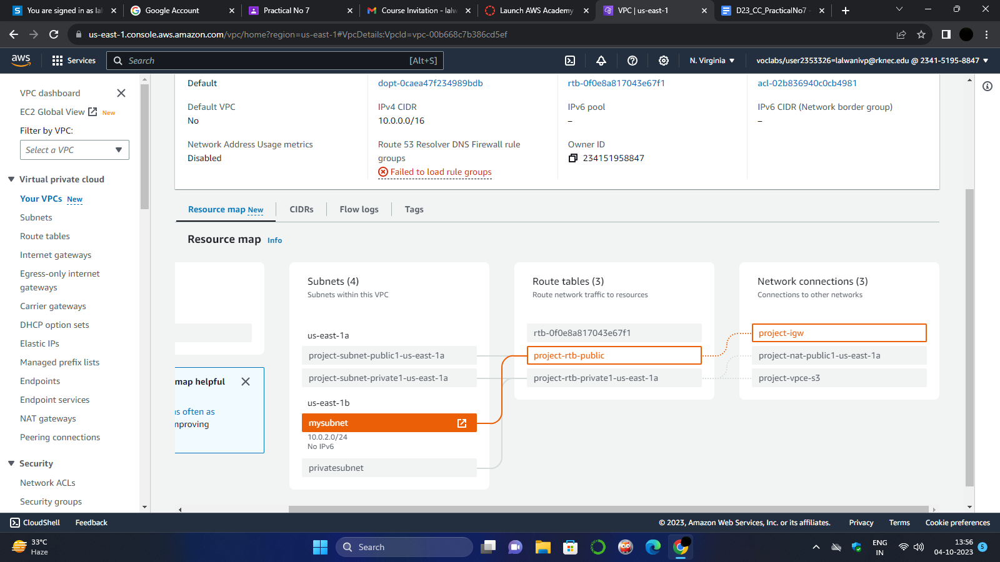 You are signed in as la
Google Account
Practical No 7
Course Invitation - lalw
Launch AWS Academy
VPC | us-east-1
D23_CC_PracticalNo7 -
us-east-1.console.aws.amazon.com/vpc/home?region=us-east-1#VpcDetails:VpcId=vpc-00b668c7b386cd5ef
aws
Services
Search
[Alt+S]
N. Virginia
voclabs/user2353326=lalwanivp@rknec.edu @ 2341-5195-8847
VPC dashboard
EC2 Global View New
Filter by VPC:
Select a VPC
Virtual private cloud
Your VPCs New
Subnets
Route tables
Internet gateways
Egress-only internet
gateways
Carrier gateways
DHCP option sets
Elastic IPs
Managed prefix lists
Endpoints
Endpoint services
NAT gateways
Peering connections
Security
Network ACLs
Security groups
Default
dopt-0caea47f234989bdb
rtb-0f0e8a817043e67f1
acl-02b836940c0cb4981
Default VPC
No
IPv4 CIDR
10.0.0.0/16
IPv6 pool
–
IPv6 CIDR (Network border group)
–
Network Address Usage metrics
Disabled
Route 53 Resolver DNS Firewall rule
groups
Failed to load rule groups
Owner ID
234151958847
Resource map New
CIDRs
Flow logs
Tags
Resource map Info
map helpful
us often as
mproving
Subnets (4)
Subnets within this VPC
us-east-1a
project-subnet-public1-us-east-1a
project-subnet-private1-us-east-1a
us-east-1b
mysubnet
10.0.2.0/24
No IPv6
privatesubnet
Route tables (3)
Route network traffic to resources
rtb-0f0e8a817043e67f1
project-rtb-public
project-rtb-private1-us-east-1a
Network connections (3)
Connections to other networks
project-igw
project-nat-public1-us-east-1a
project-vpce-s3
CloudShell
Feedback
© 2023, Amazon Web Services, Inc. or its affiliates.
Privacy
Terms
Cookie preferences
33°C
Haze
Search
ENG
IN
13:56
04-10-2023
5